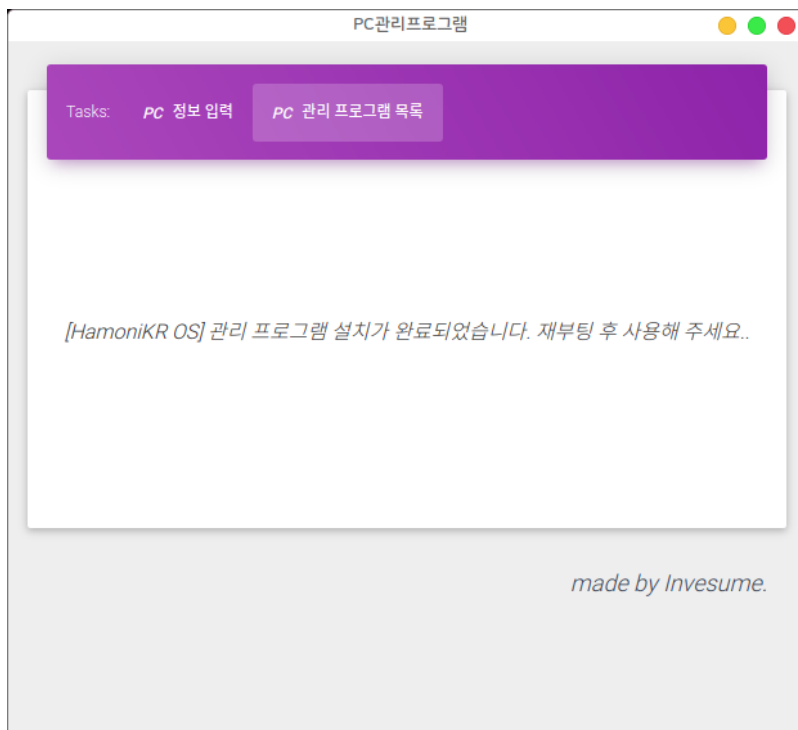 PC관리프로그램
Tasks: PC 정보 입력 PC 관리 프로그램 목록
[HamoniKR OS] 관리 프로그램 설치가 완료되었습니다. 재부팅 후 사용해 주세요..
made by Invesume.